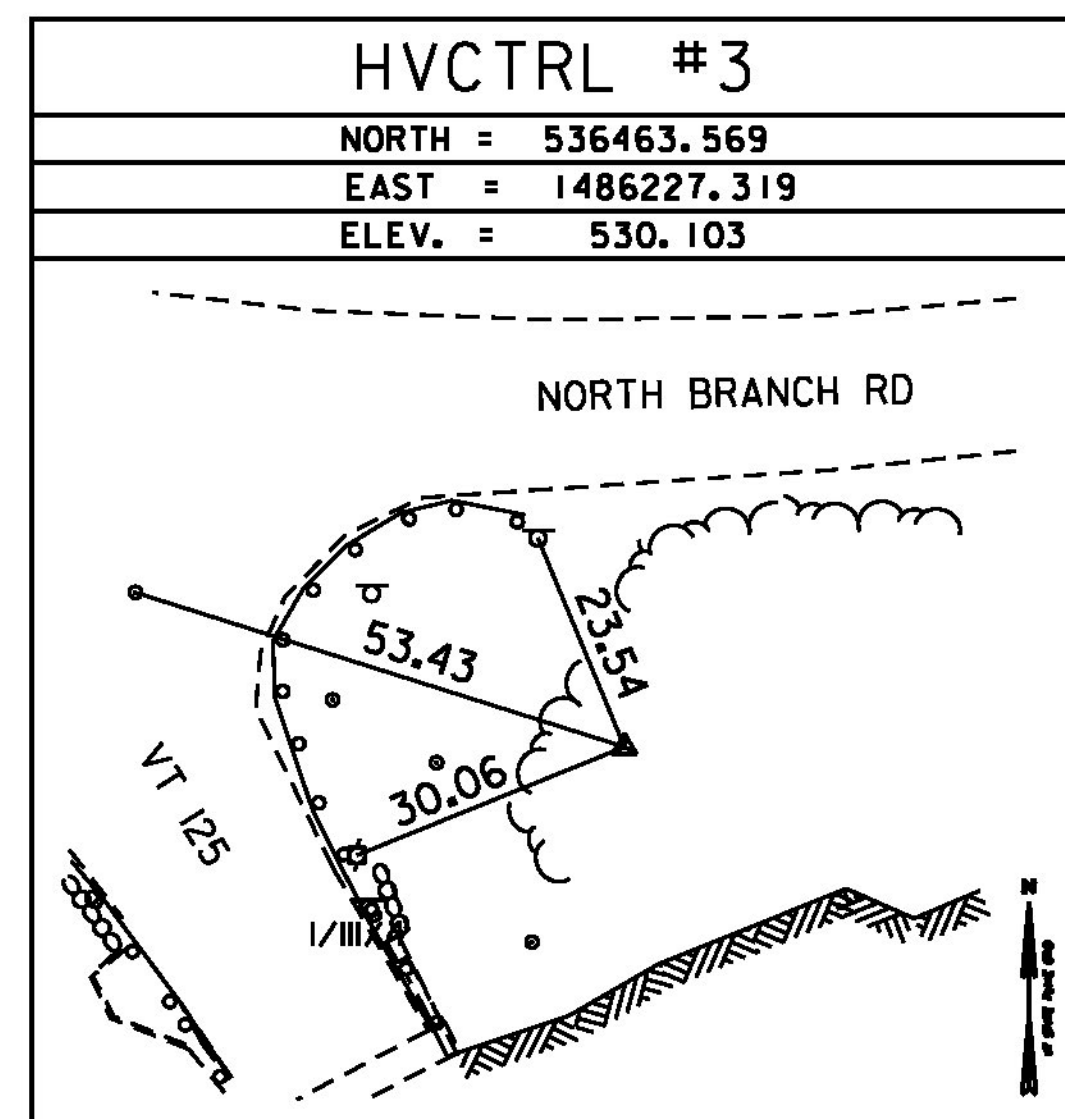 HVCTRL #3
NORTH = 536463.569
EAST = 1486227.319
ELEV. = 530.103
NORTH BRANCH RD
53.43
23.54
30.06
VT 125
N